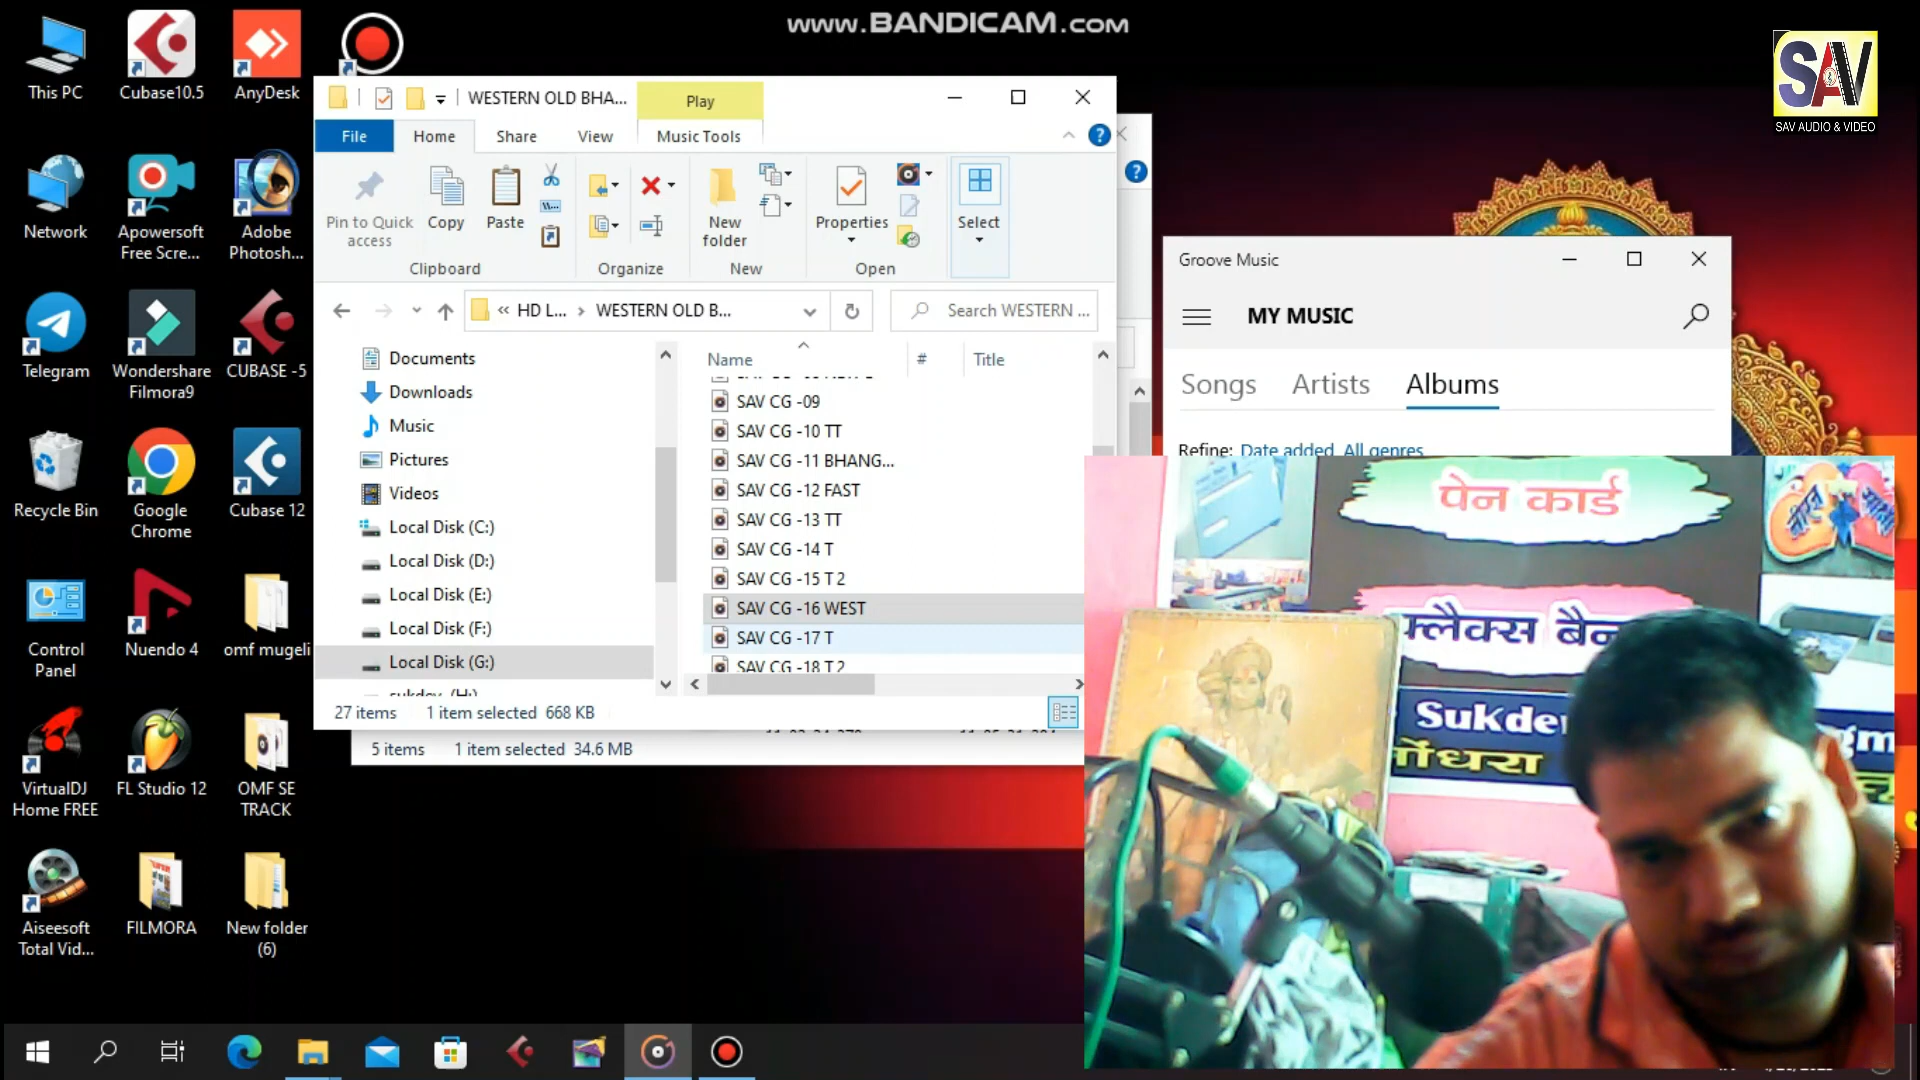 www.BANDICAM.com
SAV
SAV AUDIO & VIDEO
This PC
Cubase10.5
AnyDesk
Network
Apowersoft
Free Scre...
Adobe
Photosh...
Telegram
Wondershare
Filmora9
CUBASE -5
Recycle Bin
Google
Chrome
Cubase 12
Control
Panel
Nuendo 4
omf mugeli
VirtualDJ
Home FREE
FL Studio 12
OMF SE
TRACK
Aiseesoft
Total Vid...
FILMORA
New folder
(6)
WESTERN OLD BHA...
Play
File
Home
Share
View
Music Tools
Pin to Quick
access
Copy
Paste
New
folder
Properties
Select
Clipboard
Organize
New
Open
HD L...
WESTERN OLD B...
Search WESTERN ...
Documents
Downloads
Music
Pictures
Videos
Local Disk (C:)
Local Disk (D:)
Local Disk (E:)
Local Disk (F:)
Local Disk (G:)
sukdev (H:)
Name
#
Title
SAV CG -09
SAV CG -10 TT
SAV CG -11 BHANG...
SAV CG -12 FAST
SAV CG -13 TT
SAV CG -14 T
SAV CG -15 T 2
SAV CG -16 WEST
SAV CG -17 T
SAV CG -18 T 2
27 items
1 item selected 668 KB
5 items
1 item selected 34.6 MB
Groove Music
MY MUSIC
Songs
Artists
Albums
Refine: Date added All genres
पेन कार्ड
फ्लैक्स बैन
Sukde